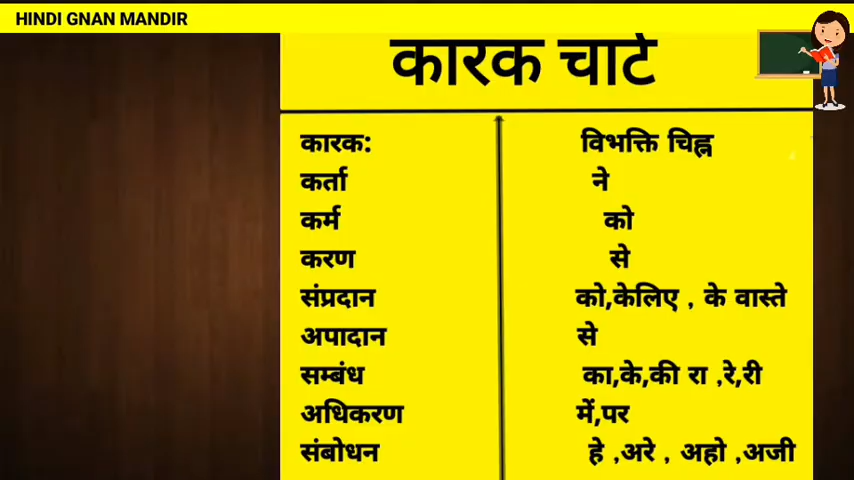 HINDI GNAN MANDIR
कारक चार्ट
कारक: विभक्ति चिह्न
कर्ता ने
कर्म को
करण से
संप्रदान को,केलिए , के वास्ते
अपादान से
सम्बंध का,के,की रा ,रे,री
अधिकरण में,पर
संबोधन हे ,अरे , अहो ,अजी